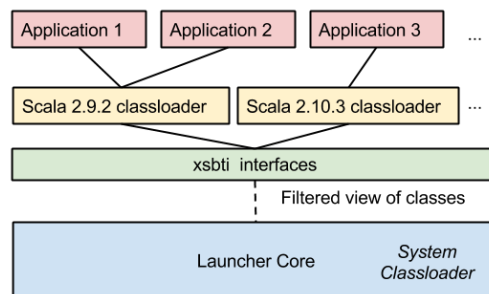 Application 1
Application 2
Application 3
...
Scala 2.9.2 classloader
Scala 2.10.3 classloader
...
xsbti interfaces
Filtered view of classes
Launcher Core
System
Classloader